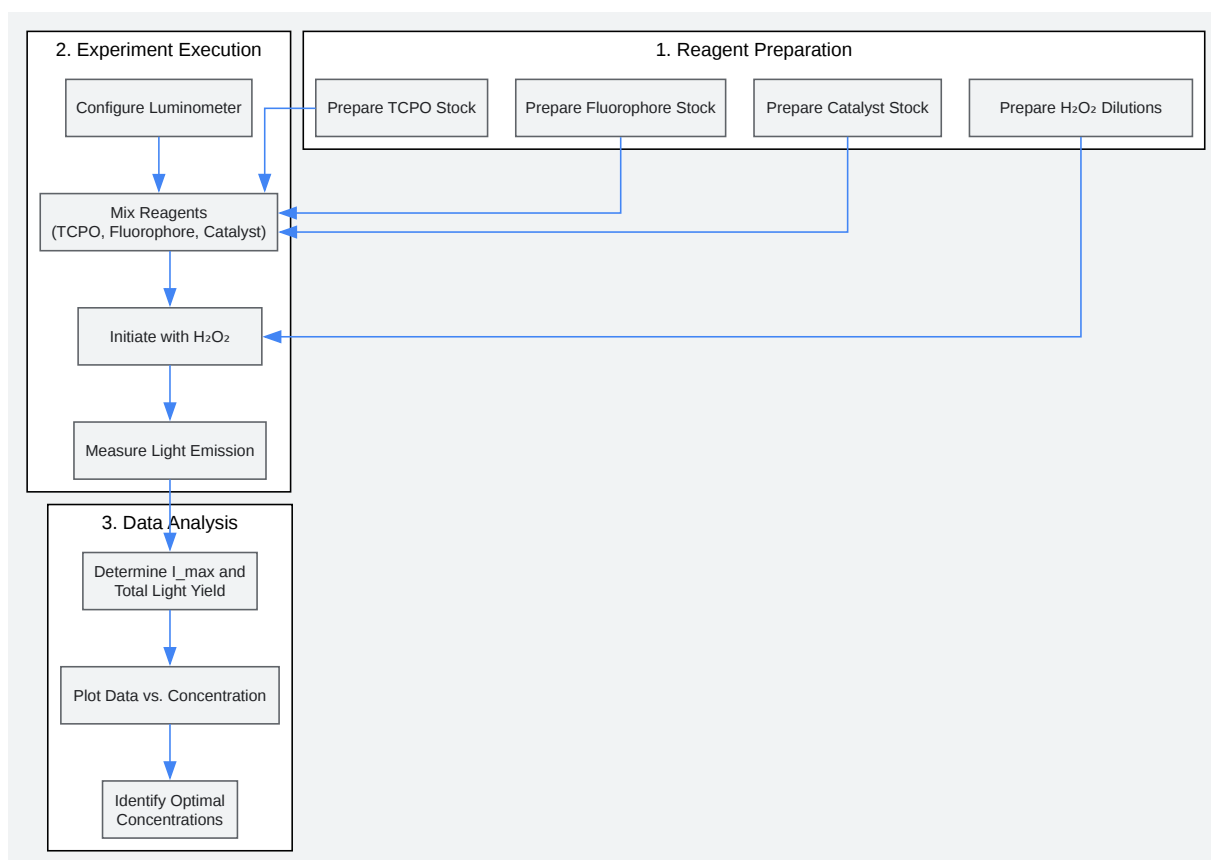 2. Experiment Execution
1. Reagent Preparation
Configure Luminometer
Prepare TCPO Stock
Prepare Fluorophore Stock
Prepare Catalyst Stock
Prepare H₂O₂ Dilutions
Mix Reagents
(TCPO, Fluorophore, Catalyst)
Initiate with H₂O₂
Measure Light Emission
3. Data Analysis
Determine I_max and
Total Light Yield
Plot Data vs. Concentration
Identify Optimal
Concentrations